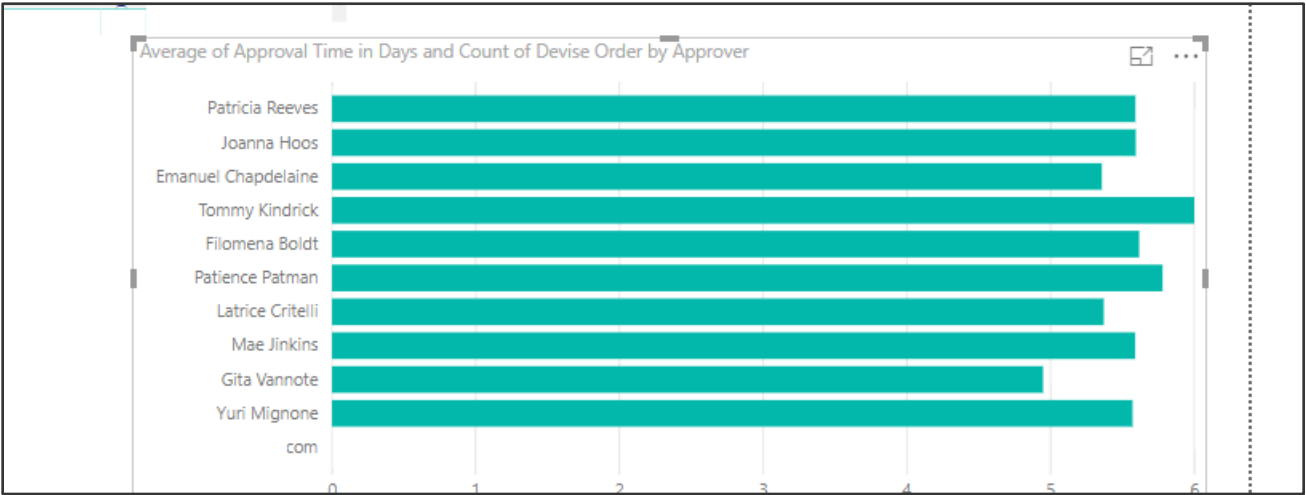 Average of Approval Time in Days and Count of Devise Order by Approver
Patricia Reeves
Joanna Hoos
Emanuel Chapdelaine
Tommy Kindrick
Filomena Boldt
Patience Patman
Latrice Critelli
Mae Jinkins
Gita Vannote
Yuri Mignone
com
0 1 2 3 4 5 6